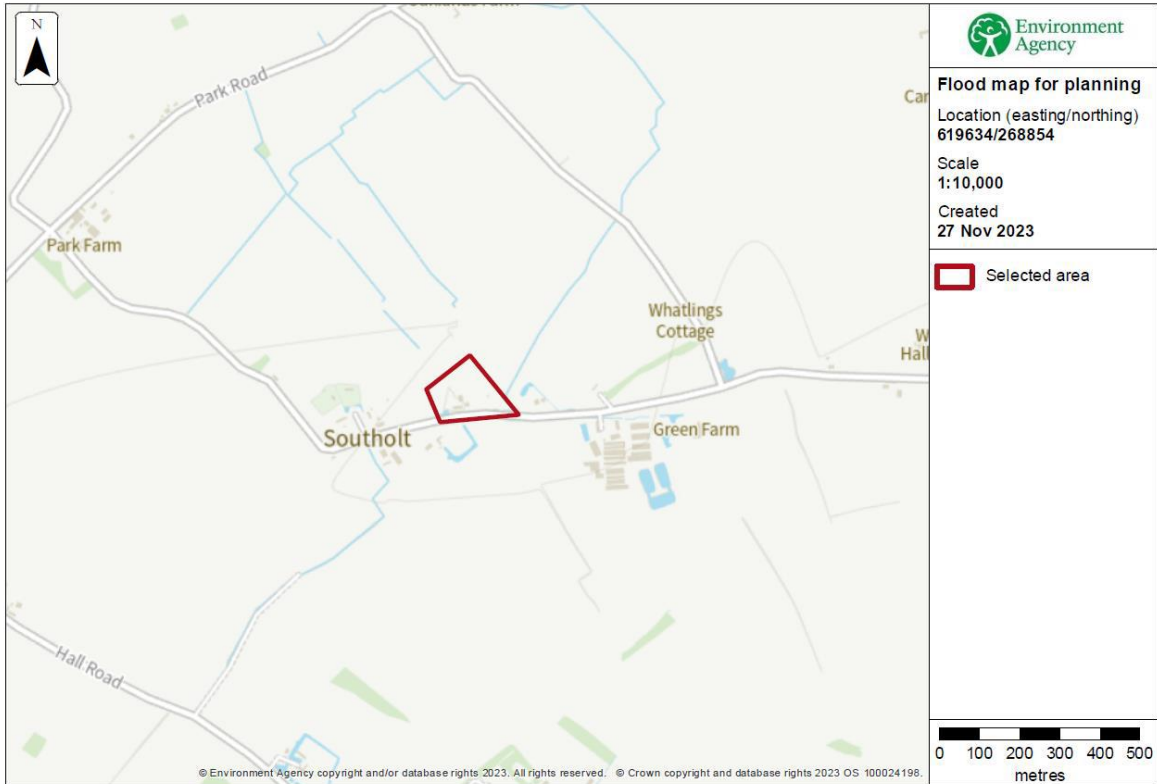 N
Park Road
Park Farm
Southolt
Whatlings
Cottage
Green Farm
Hall Road
Car
W
Hall
© Environment Agency copyright and/or database rights 2023. All rights reserved. © Crown copyright and database rights 2023 OS 100024198.
Environment
Agency
Flood map for planning
Location (easting/northing)
619634/268854
Scale
1:10,000
Created
27 Nov 2023
Selected area
0 100 200 300 400 500
metres